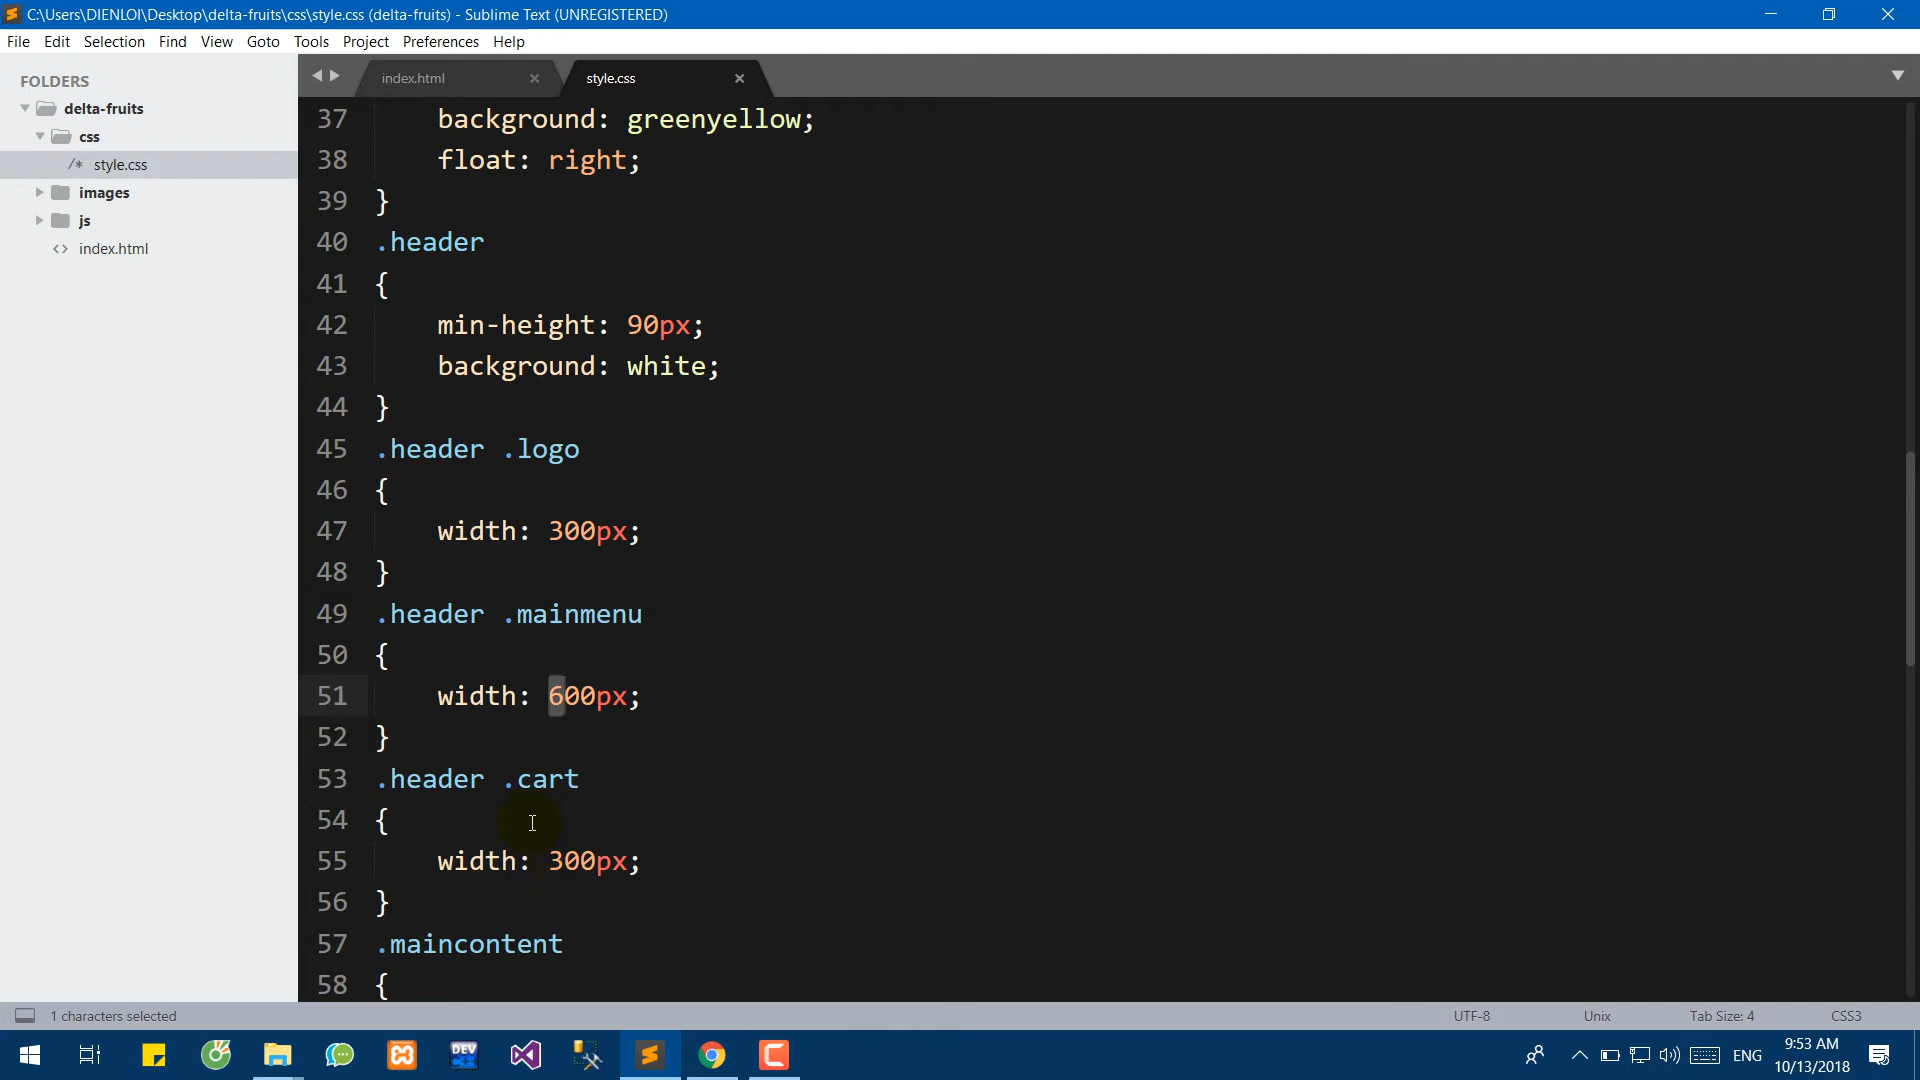 C:\Users\DIENLOI\Desktop\delta-fruits\css\style.css (delta-fruits) - Sublime Text (UNREGISTERED)
File Edit Selection Find View Goto Tools Project Preferences Help
FOLDERS
delta-fruits
css
/* style.css
images
js
<> index.html
index.html ×
style.css ×
37 background: greenyellow;
38 float: right;
39 }
40 .header
41 {
42 min-height: 90px;
43 background: white;
44 }
45 .header .logo
46 {
47 width: 300px;
48 }
49 .header .mainmenu
50 {
51 width: 600px;
52 }
53 .header .cart
54 {
55 width: 300px;
56 }
57 .maincontent
58 {
1 characters selected
UTF-8 Unix Tab Size: 4 CSS3
DEV
ENG
9:53 AM
10/13/2018